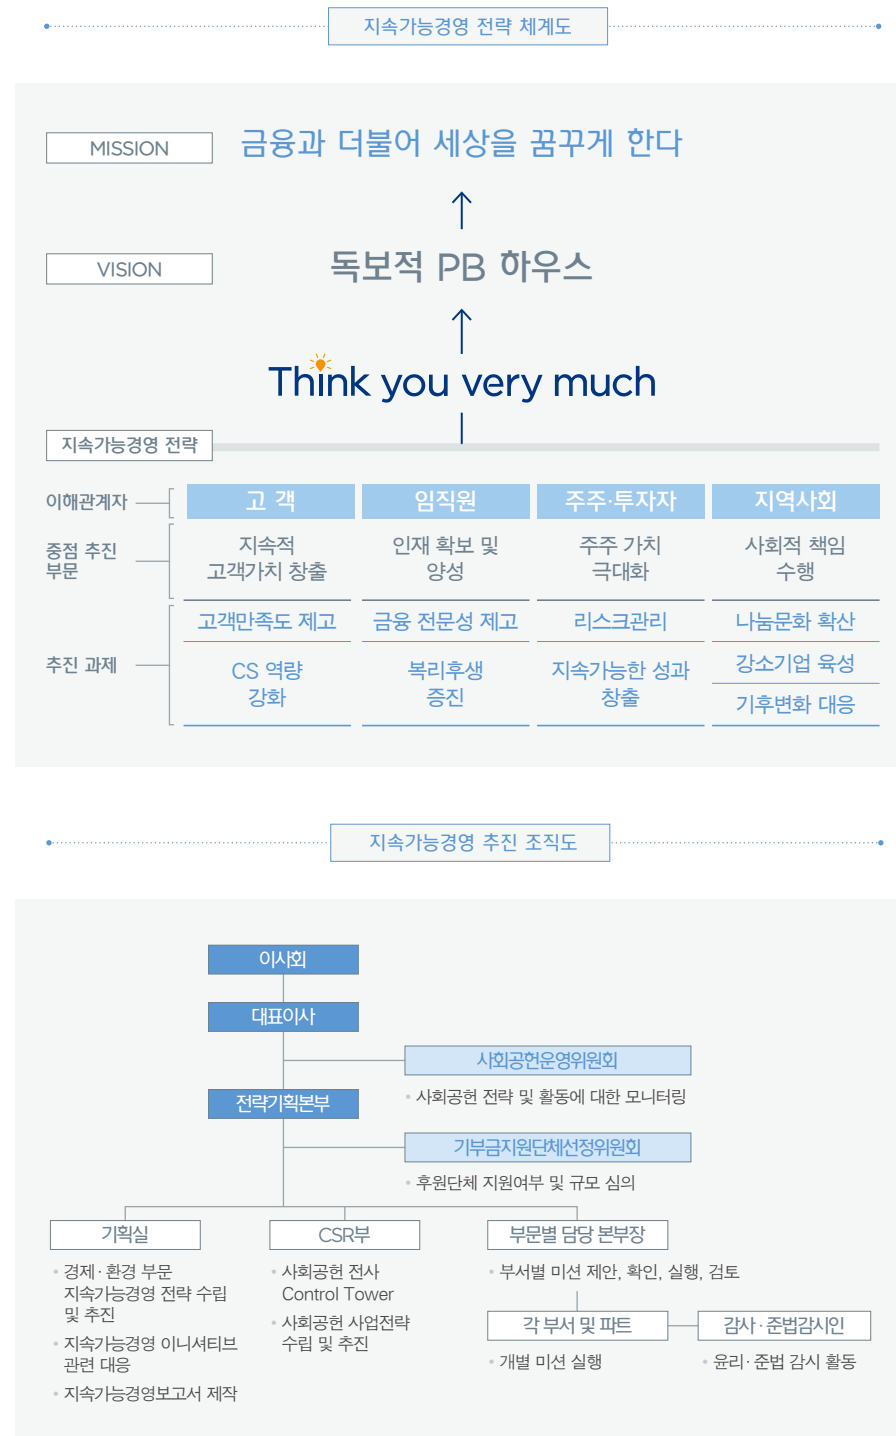 지속가능경영 전략 체계도
MISSION
금융과 더불어 세상을 꿈꾸게 한다
VISION
독보적 PB 하우스
Think you very much
지속가능경영 전략
이해관계자
고 객
임직원
주주·투자자
지역사회
중점 추진
부문
지속적
고객가치 창출
인재 확보 및
양성
주주 가치
극대화
사회적 책임
수행
추진 과제
고객만족도 제고
CS 역량
강화
금융 전문성 제고
복리후생
증진
리스크관리
지속가능한 성과
창출
나눔문화 확산
강소기업 육성
기후변화 대응
지속가능경영 추진 조직도
이사회
대표이사
사회공헌운영위원회
• 사회공헌 전략 및 활동에 대한 모니터링
전략기획본부
기부금지원단체선정위원회
• 후원단체 지원여부 및 규모 심의
기획실
• 경제·환경 부문
지속가능경영 전략 수립
및 추진
• 지속가능경영 이니셔티브
관련 대응
• 지속가능경영보고서 제작
CSR부
• 사회공헌 전사
Control Tower
• 사회공헌 사업전략
수립 및 추진
부문별 담당 본부장
• 부서별 미션 제안, 확인, 실행, 검토
각 부서 및 파트
• 개별 미션 실행
감사·준법감시인
• 윤리·준법 감시 활동